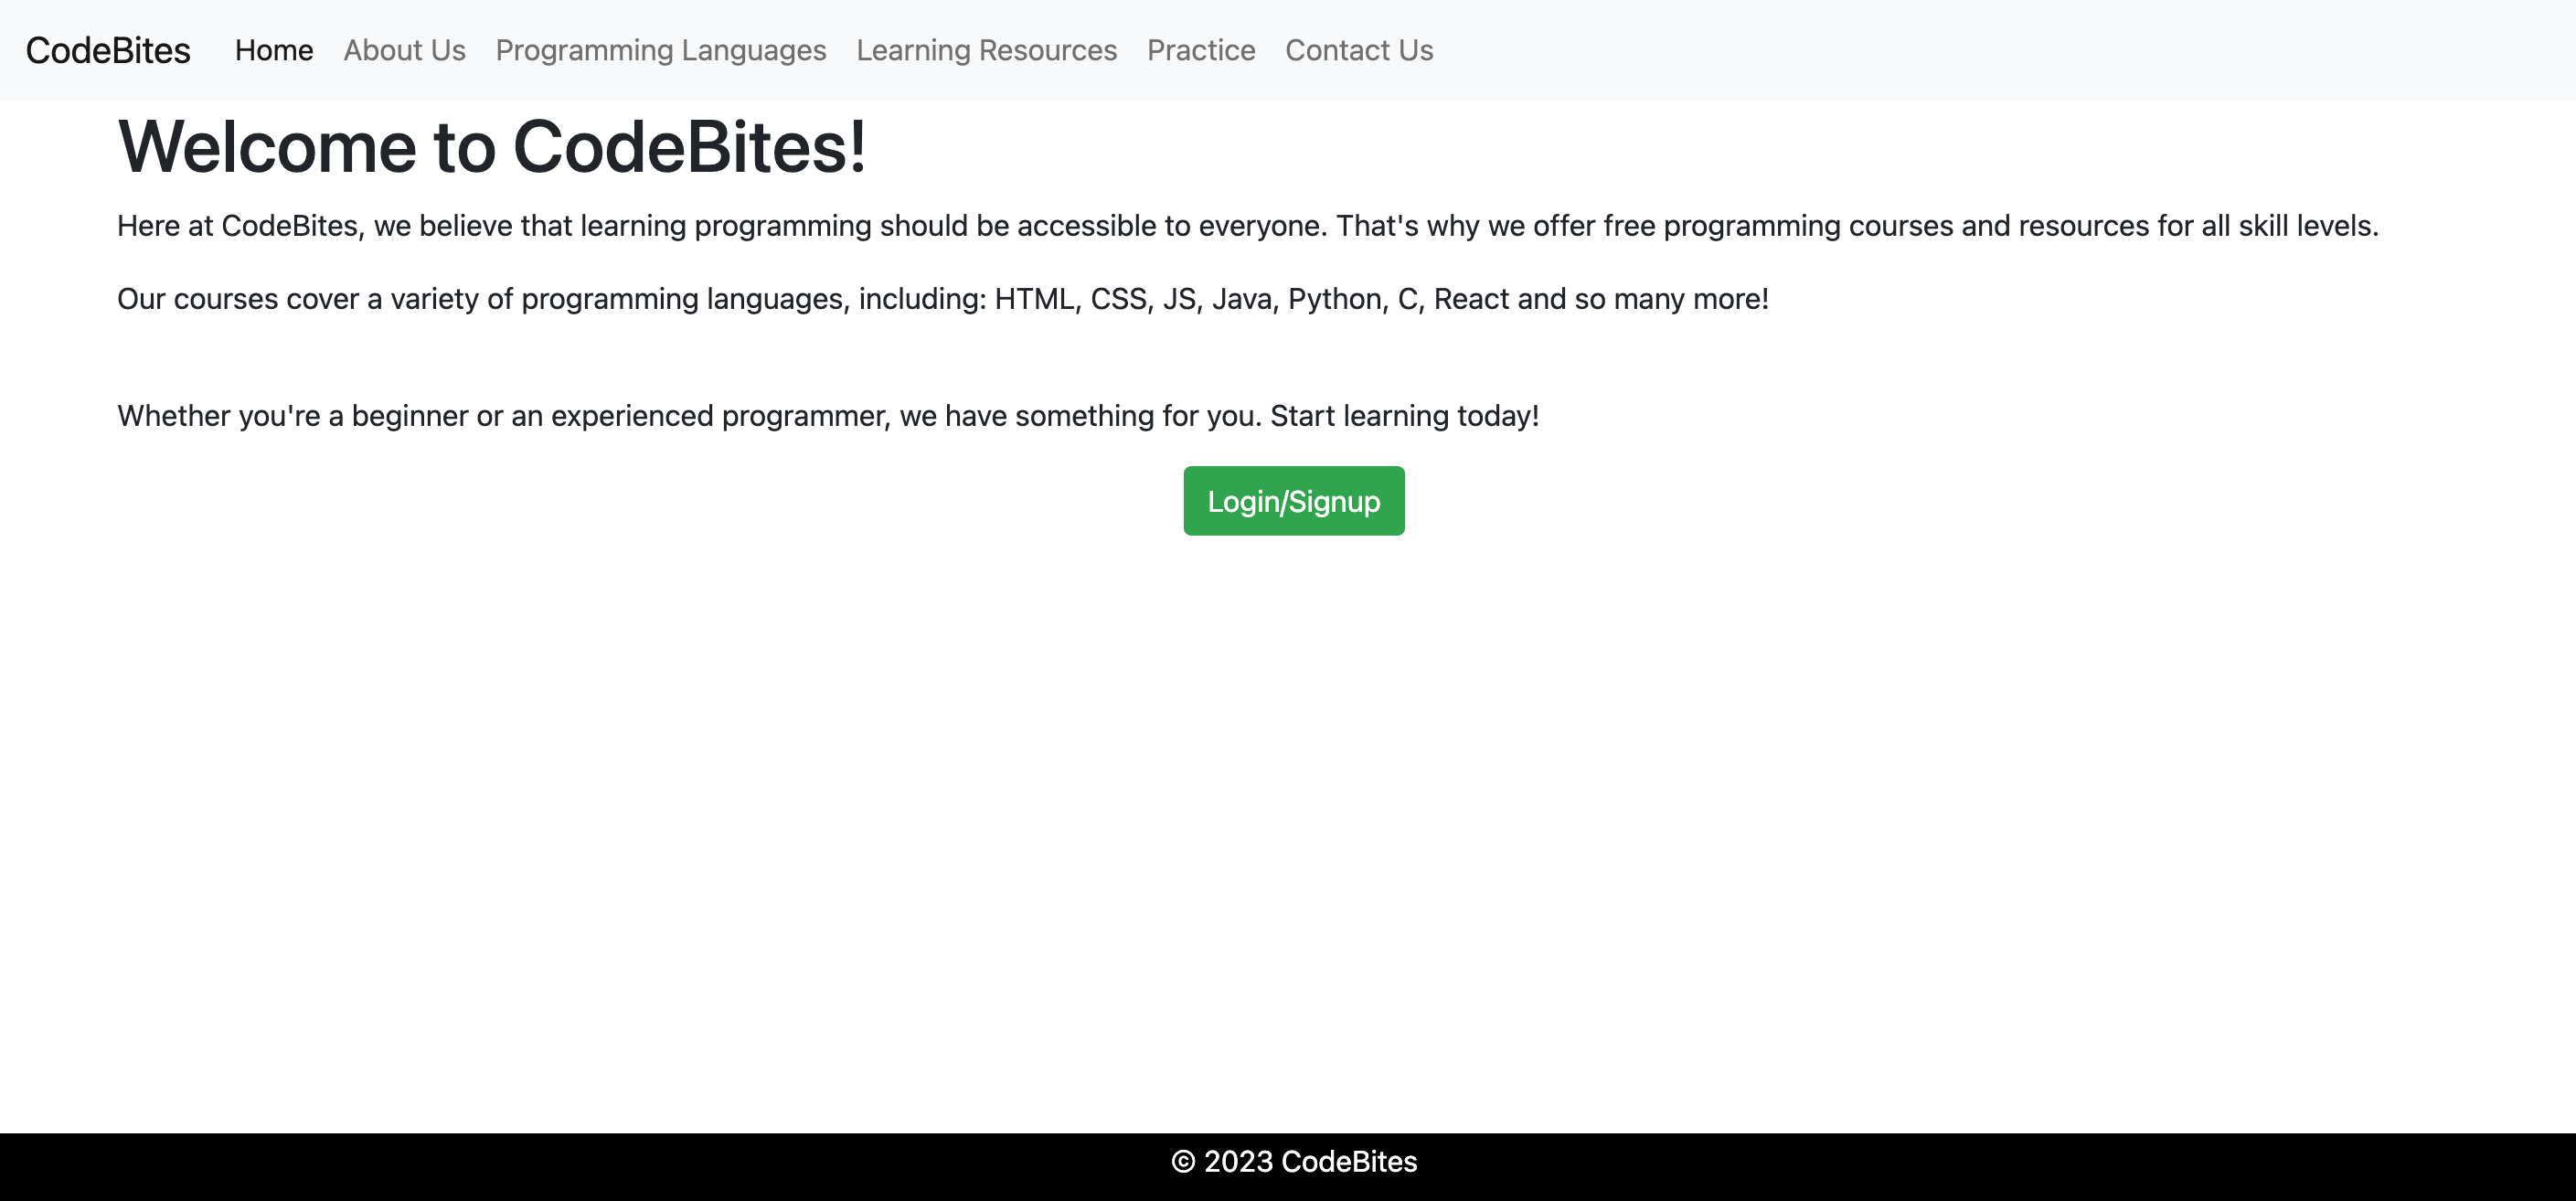 CodeBites Home About Us Programming Languages Learning Resources Practice Contact Us
Welcome to CodeBites!
Here at CodeBites, we believe that learning programming should be accessible to everyone. That's why we offer free programming courses and resources for all skill levels.
Our courses cover a variety of programming languages, including: HTML, CSS, JS, Java, Python, C, React and so many more!
Whether you're a beginner or an experienced programmer, we have something for you. Start learning today!
Login/Signup
© 2023 CodeBites